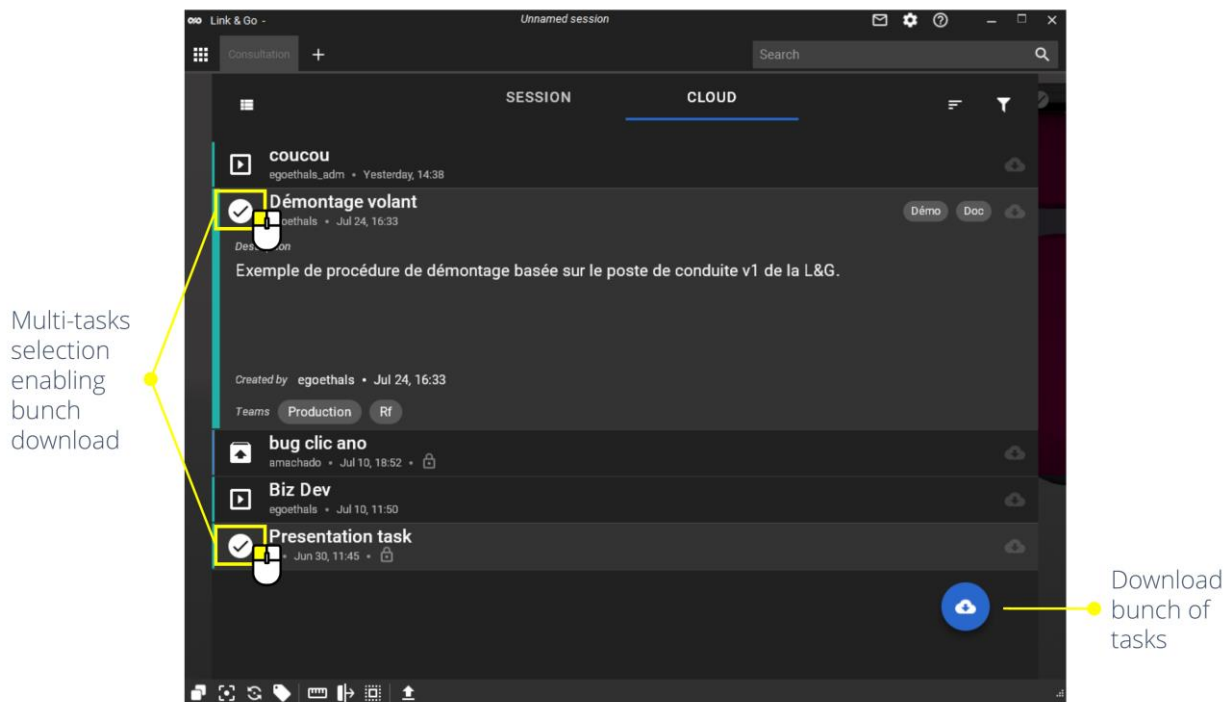 Link & Go -
Unnamed session
Consultation
Search
SESSION
CLOUD
coucou
egoethals_adm • Yesterday, 14:38
Démontage volant
• Jul 24, 16:33
Démo
Doc
Exemple de procédure de démontage basée sur le poste de conduite v1 de la L&G.
Created by egoethals • Jul 24, 16:33
Teams Production Rf
bug clic ano
amachado • Jul 10, 18:52 •
Biz Dev
egoethals • Jul 10, 11:50
Presentation task
• Jun 30, 11:45 •
Multi-tasks
selection
enabling
bunch
download
Download
bunch of
tasks